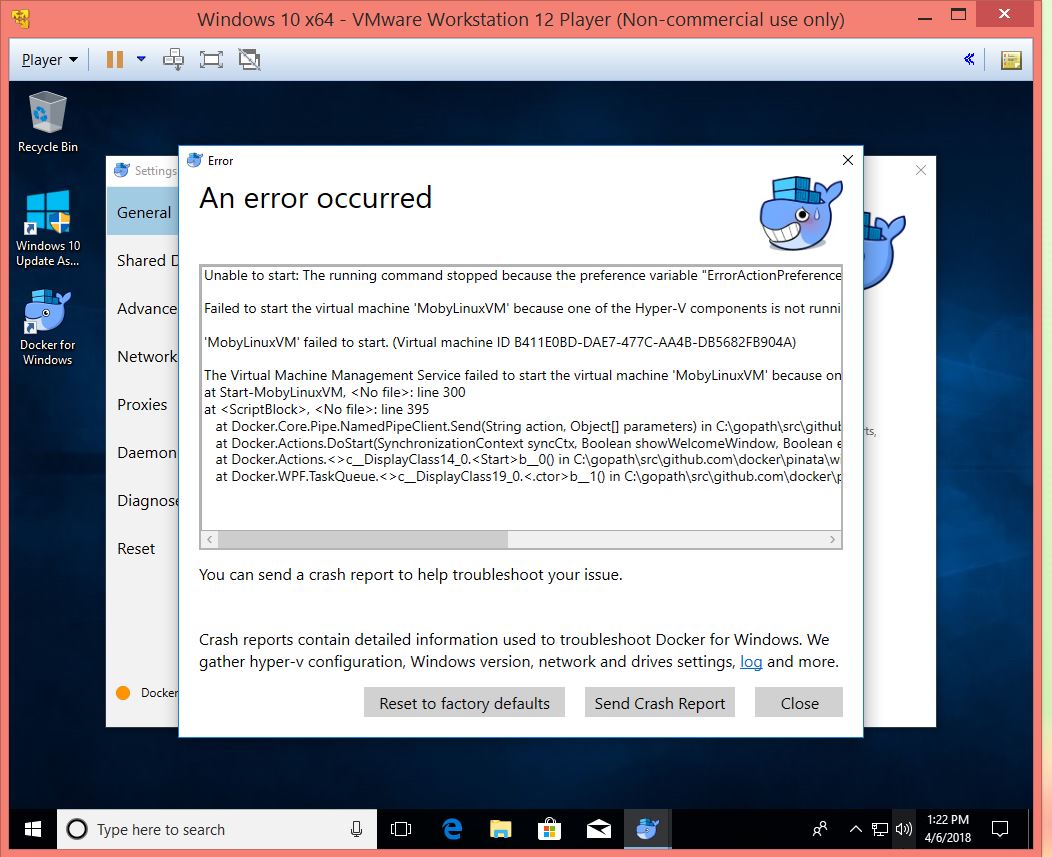 Windows 10 x64 - VMware Workstation 12 Player (Non-commercial use only)
Player
Recycle Bin
Windows 10
Update As...
Docker for
Windows
Settings
General
Shared D
Advance
Network
Proxies
Daemon
Diagnose
Reset
Docker
Error
An error occurred
Unable to start: The running command stopped because the preference variable "ErrorActionPreference
Failed to start the virtual machine 'MobyLinuxVM' because one of the Hyper-V components is not runni
'MobyLinuxVM' failed to start. (Virtual machine ID B411E0BD-DAE7-477C-AA4B-DB5682FB904A)
The Virtual Machine Management Service failed to start the virtual machine 'MobyLinuxVM' because on
at Start-MobyLinuxVM, <No file>: line 300
at <ScriptBlock>, <No file>: line 395
at Docker.Core.Pipe.NamedPipeClient.Send(String action, Object[] parameters) in C:\gopath\src\github
at Docker.Actions.DoStart(SynchronizationContext syncCtx, Boolean showWelcomeWindow, Boolean e
at Docker.Actions.<>c__DisplayClass14_0.<Start>b__0() in C:\gopath\src\github.com\docker\pinata\wi
at Docker.WPF.TaskQueue.<>c__DisplayClass19_0.<.ctor>b__1() in C:\gopath\src\github.com\docker\p
You can send a crash report to help troubleshoot your issue.
Crash reports contain detailed information used to troubleshoot Docker for Windows. We
gather hyper-v configuration, Windows version, network and drives settings, log and more.
Reset to factory defaults
Send Crash Report
Close
ts,
Type here to search
1:22 PM
4/6/2018